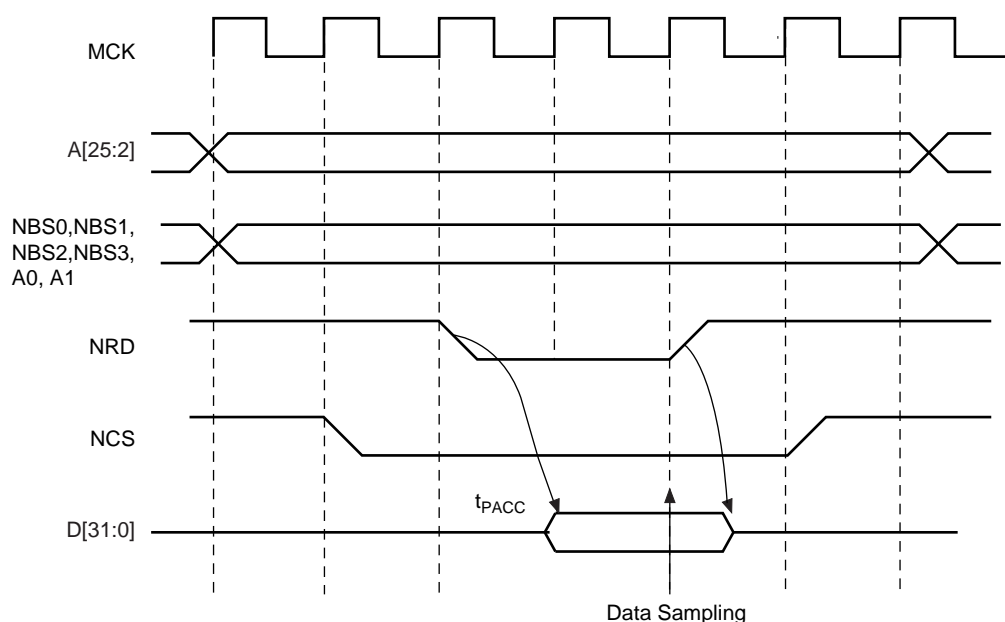 MCK
A[25:2]
NBS0,NBS1,
NBS2,NBS3,
A0, A1
NRD
NCS
tPACC
D[31:0]
Data Sampling